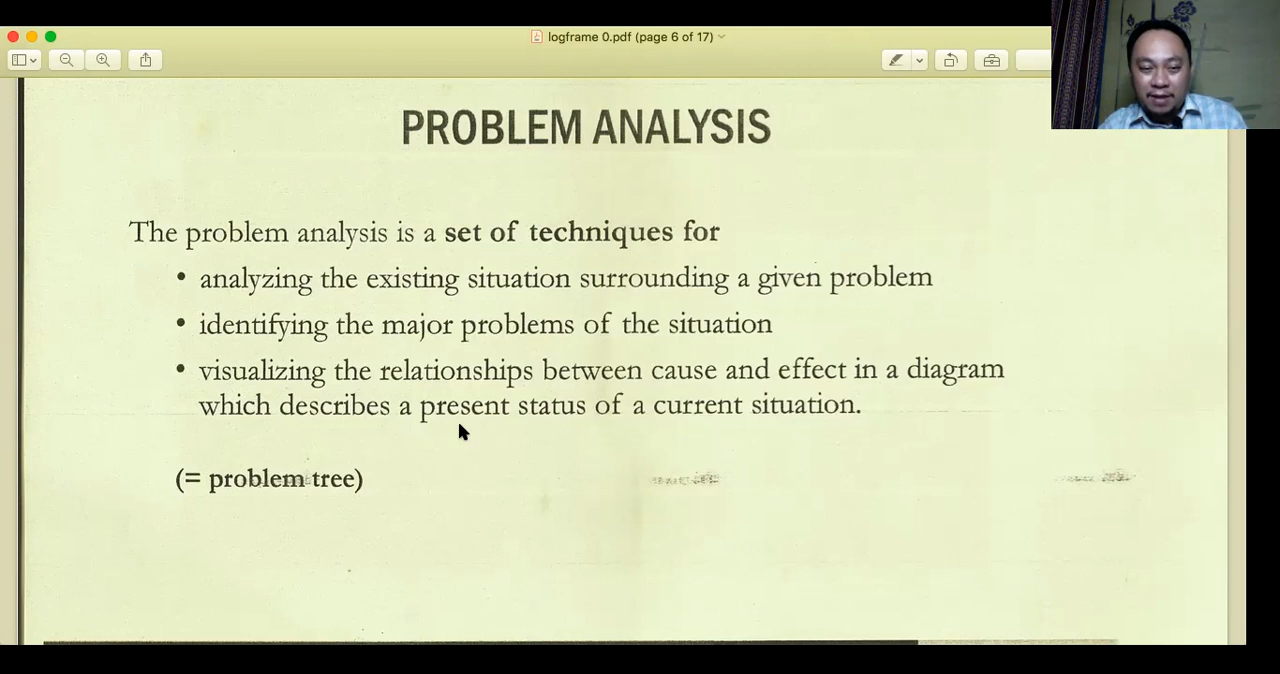 logframe 0.pdf (page 6 of 17)
PROBLEM ANALYSIS
The problem analysis is a set of techniques for
• analyzing the existing situation surrounding a given problem
• identifying the major problems of the situation
• visualizing the relationships between cause and effect in a diagram
which describes a present status of a current situation.
(= problem tree)